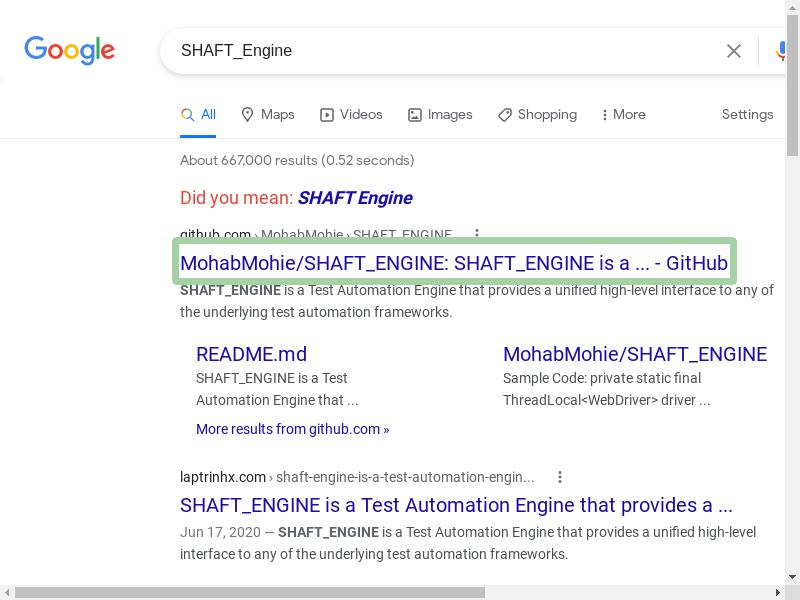 Google
SHAFT_Engine
All Maps Videos Images Shopping More Settings
About 667,000 results (0.52 seconds)
Did you mean: SHAFT Engine
github.com › MohabMohie › SHAFT_ENGINE
MohabMohie/SHAFT_ENGINE: SHAFT_ENGINE is a ... - GitHub
SHAFT_ENGINE is a Test Automation Engine that provides a unified high-level interface to any of
the underlying test automation frameworks.
README.md
SHAFT_ENGINE is a Test
Automation Engine that ...
MohabMohie/SHAFT_ENGINE
Sample Code: private static final
ThreadLocal<WebDriver> driver ...
More results from github.com »
laptrinhx.com › shaft-engine-is-a-test-automation-engin...
SHAFT_ENGINE is a Test Automation Engine that provides a ...
Jun 17, 2020 — SHAFT_ENGINE is a Test Automation Engine that provides a unified high-level
interface to any of the underlying test automation frameworks.